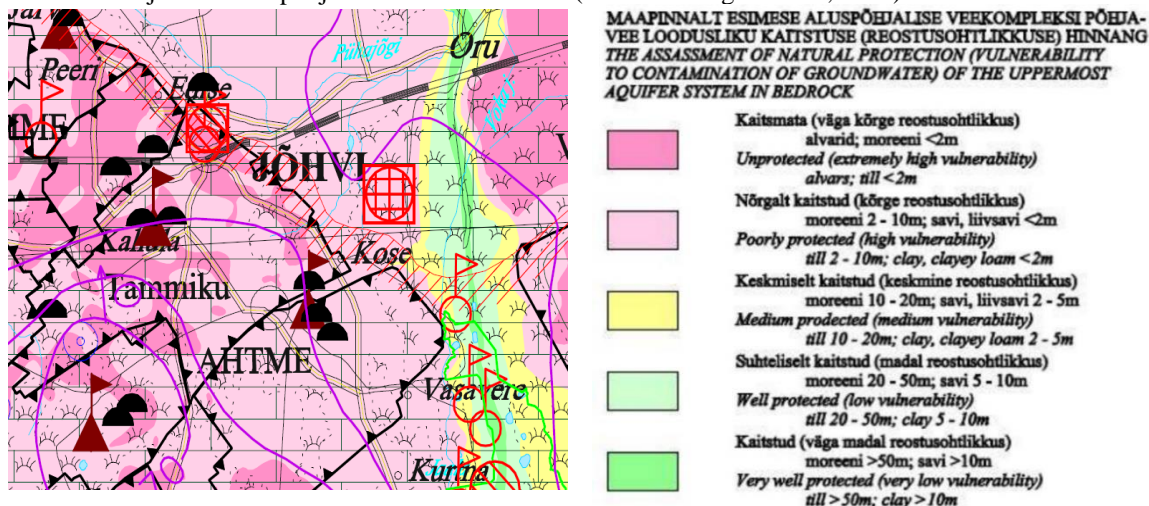 Peeri
Edise
JÕHVI
Kahula
Tammiku
AHTME
Kose
Vasavere
Kurtna
Oru
Pühajõgi
MAAPINNALT ESIMESE ALUSPÕHJALISE VEEKOMPLEKSI PÕHJA-
VEE LOODUSLIKU KAITSTUSE (REOSTUSOHTLIKKUSE) HINNANG
THE ASSASSMENT OF NATURAL PROTECTION (VULNERABILITY
TO CONTAMINATION OF GROUNDWATER) OF THE UPPERMOST
AQUIFER SYSTEM IN BEDROCK
Kaitsmata (väga kõrge reostusohtlikkus)
alvarid; moreeni <2m
Unprotected (extremely high vulnerability)
alvars; till <2m
Nõrgalt kaitstud (kõrge reostusohtlikkus)
moreeni 2 - 10m; savi, liivsavi <2m
Poorly protected (high vulnerability)
till 2 - 10m; clay, clayey loam <2m
Keskmiselt kaitstud (keskmine reostusohtlikkus)
moreeni 10 - 20m; savi, liivsavi 2 - 5m
Medium prodected (medium vulnerability)
till 10 - 20m; clay, clayey loam 2 - 5m
Suhteliselt kaitstud (madal reostusohtlikkus)
moreeni 20 - 50m; savi 5 - 10m
Well protected (low vulnerability)
till 20 - 50m; clay 5 - 10m
Kaitstud (väga madal reostusohtlikkus)
moreeni >50m; savi >10m
Very well protected (very low vulnerability)
till > 50m; clay > 10m